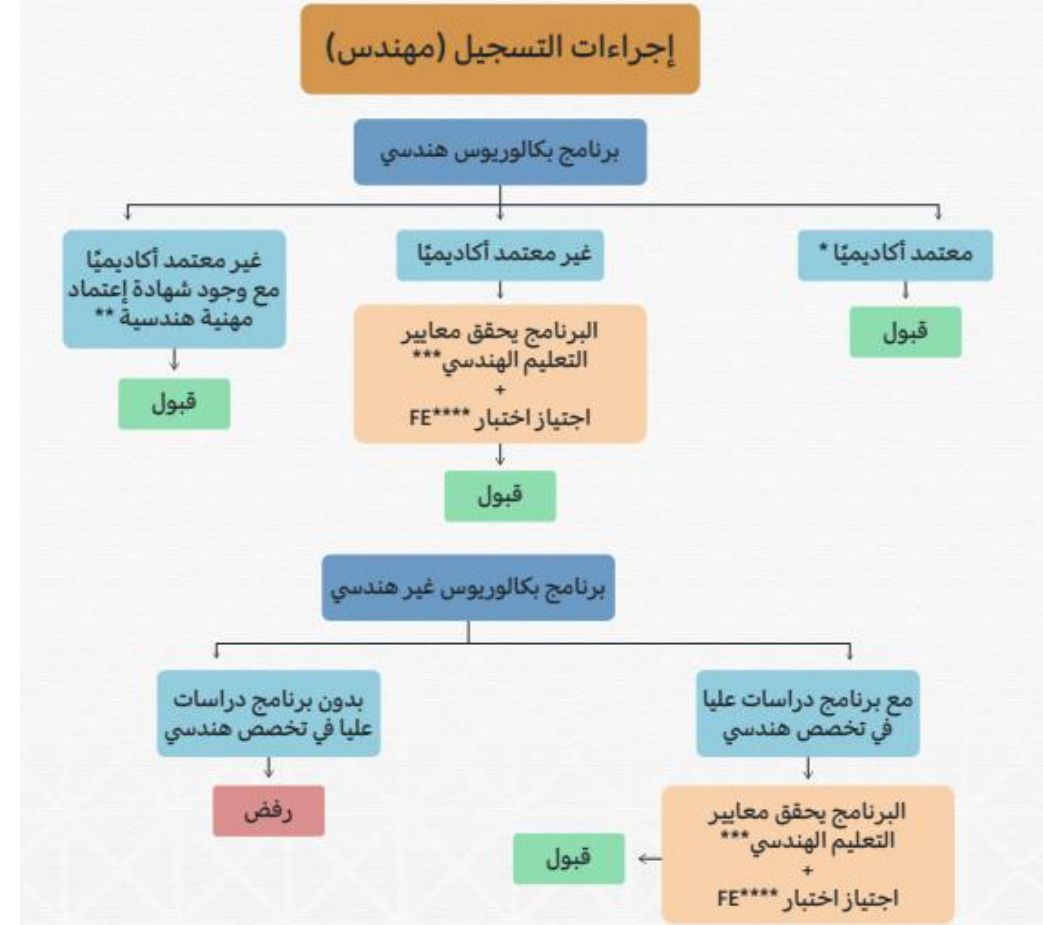 إجراءات التسجيل (مهندس)
برنامج بكالوريوس هندسي
معتمد أكاديميًا *
قبول
غير معتمد أكاديميًا
البرنامج يحقق معايير
التعليم الهندسي***
+
اجتياز اختبار FE****
قبول
غير معتمد أكاديميًا
مع وجود شهادة إعتماد
مهنية هندسية **
قبول
برنامج بكالوريوس غير هندسي
مع برنامج دراسات عليا
في تخصص هندسي
البرنامج يحقق معايير
التعليم الهندسي***
+
اجتياز اختبار FE****
قبول
بدون برنامج دراسات
عليا في تخصص هندسي
رفض